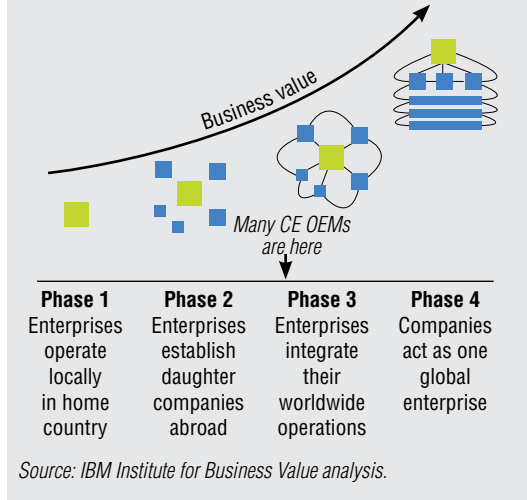 Business value
Many CE OEMs
are here
Phase 1
Enterprises
operate
locally
in home
country
Phase 2
Enterprises
establish
daughter
companies
abroad
Phase 3
Enterprises
integrate
their
worldwide
operations
Phase 4
Companies
act as one
global
enterprise
Source: IBM Institute for Business Value analysis.